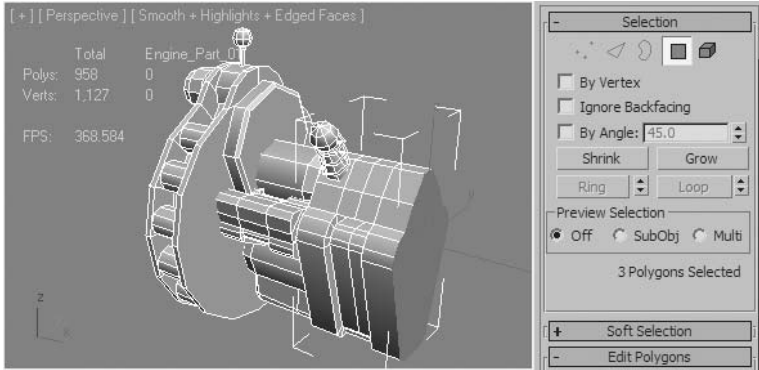 [ + ] [ Perspective ] [ Smooth + Highlights + Edged Faces ]
Total Engine_Part_0
Polys: 958 0
Verts: 1,127 0
FPS: 368.584
z
x
y
- Selection
By Vertex
Ignore Backfacing
By Angle: 45.0
Shrink Grow
Ring Loop
Preview Selection
Off SubObj Multi
3 Polygons Selected
+ Soft Selection
- Edit Polygons